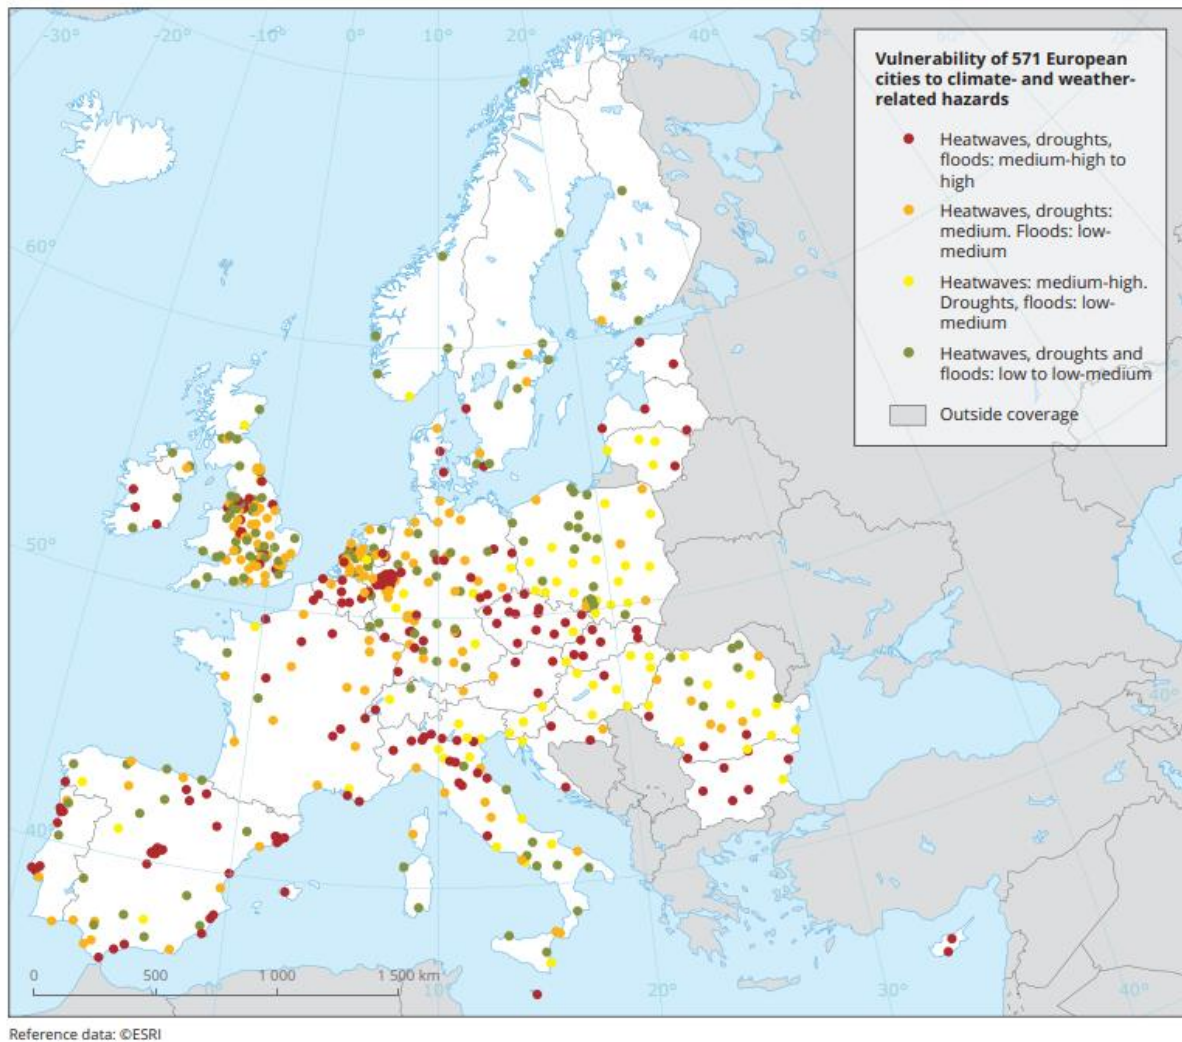 -30°
-20°
-10°
0°
10°
20°
30°
40°
50°
60°
70°
Vulnerability of 571 European
cities to climate- and weather-
related hazards
Heatwaves, droughts,
floods: medium-high to
high
Heatwaves, droughts:
medium. Floods: low-
medium
Heatwaves: medium-high.
Droughts, floods: low-
medium
Heatwaves, droughts and
floods: low to low-medium
Outside coverage
60°
50°
40°
40°
0 500 1 000 1 500 km
0°
10°
20°
30°
40°
Reference data: ©ESRI